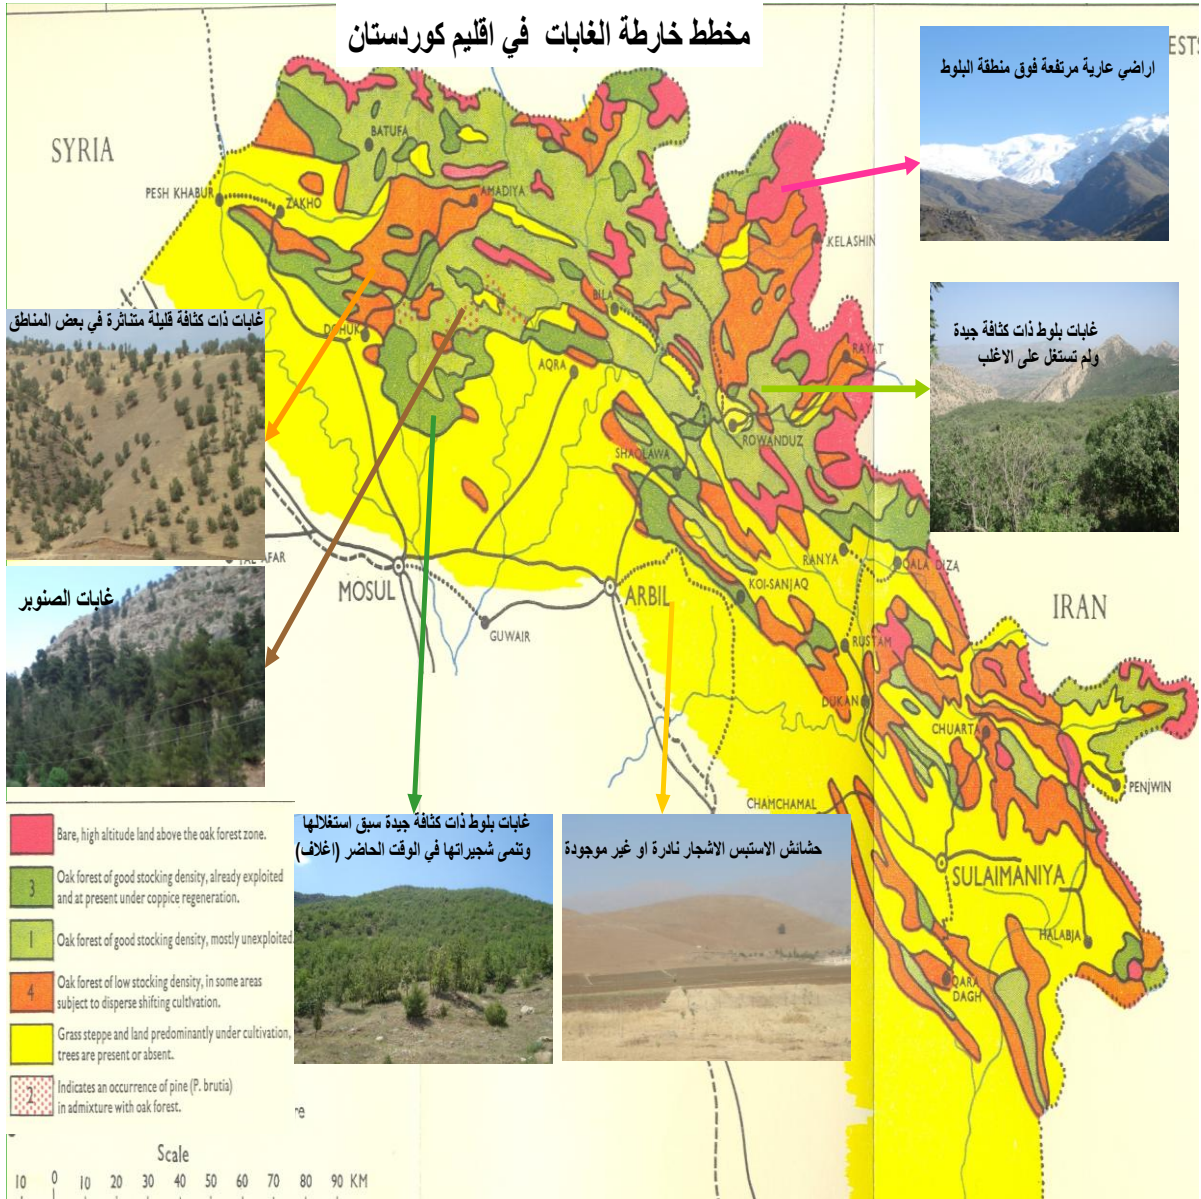 مخطط خارطة الغابات في اقليم كوردستان
ESTS
اراضي عارية مرتفعة فوق منطقة البلوط
SYRIA
BATUFA
PESH KHABUR
ZAKHO
AMADIYA
KELASHIN
غابات ذات كثافة قليلة متناثرة في بعض المناطق
DOHUK
BILA
غابات بلوط ذات كثافة جيدة
ولم تستغل على الاغلب
RAYAT
AQRA
ROWANDUZ
SHAQLAWA
AFAR
MOSUL
ARBIL
RANYA
QALA DIZA
KOI-SANJAQ
IRAN
GUWAIR
RUSTAM
غابات الصنوبر
DUKAN
CHUARTA
PENJWIN
CHAMCHAMAL
غابات بلوط ذات كثافة جيدة سبق استغلالها
وتنمى شجيراتها في الوقت الحاضر (اغلاف)
حشائش الاستبس الاشجار نادرة او غير موجودة
SULAIMANIYA
HALABJA
QARA
DAGH
Bare, high altitude land above the oak forest zone.
3
Oak forest of good stocking density, already exploited
and at present under coppice regeneration.
1
Oak forest of good stocking density, mostly unexploited.
4
Oak forest of low stocking density, in some areas
subject to disperse shifting cultivation.
Grass steppe and land predominantly under cultivation,
trees are present or absent.
2
Indicates an occurrence of pine (P. brutia)
in admixture with oak forest.
re
Scale
10 0 10 20 30 40 50 60 70 80 90 KM